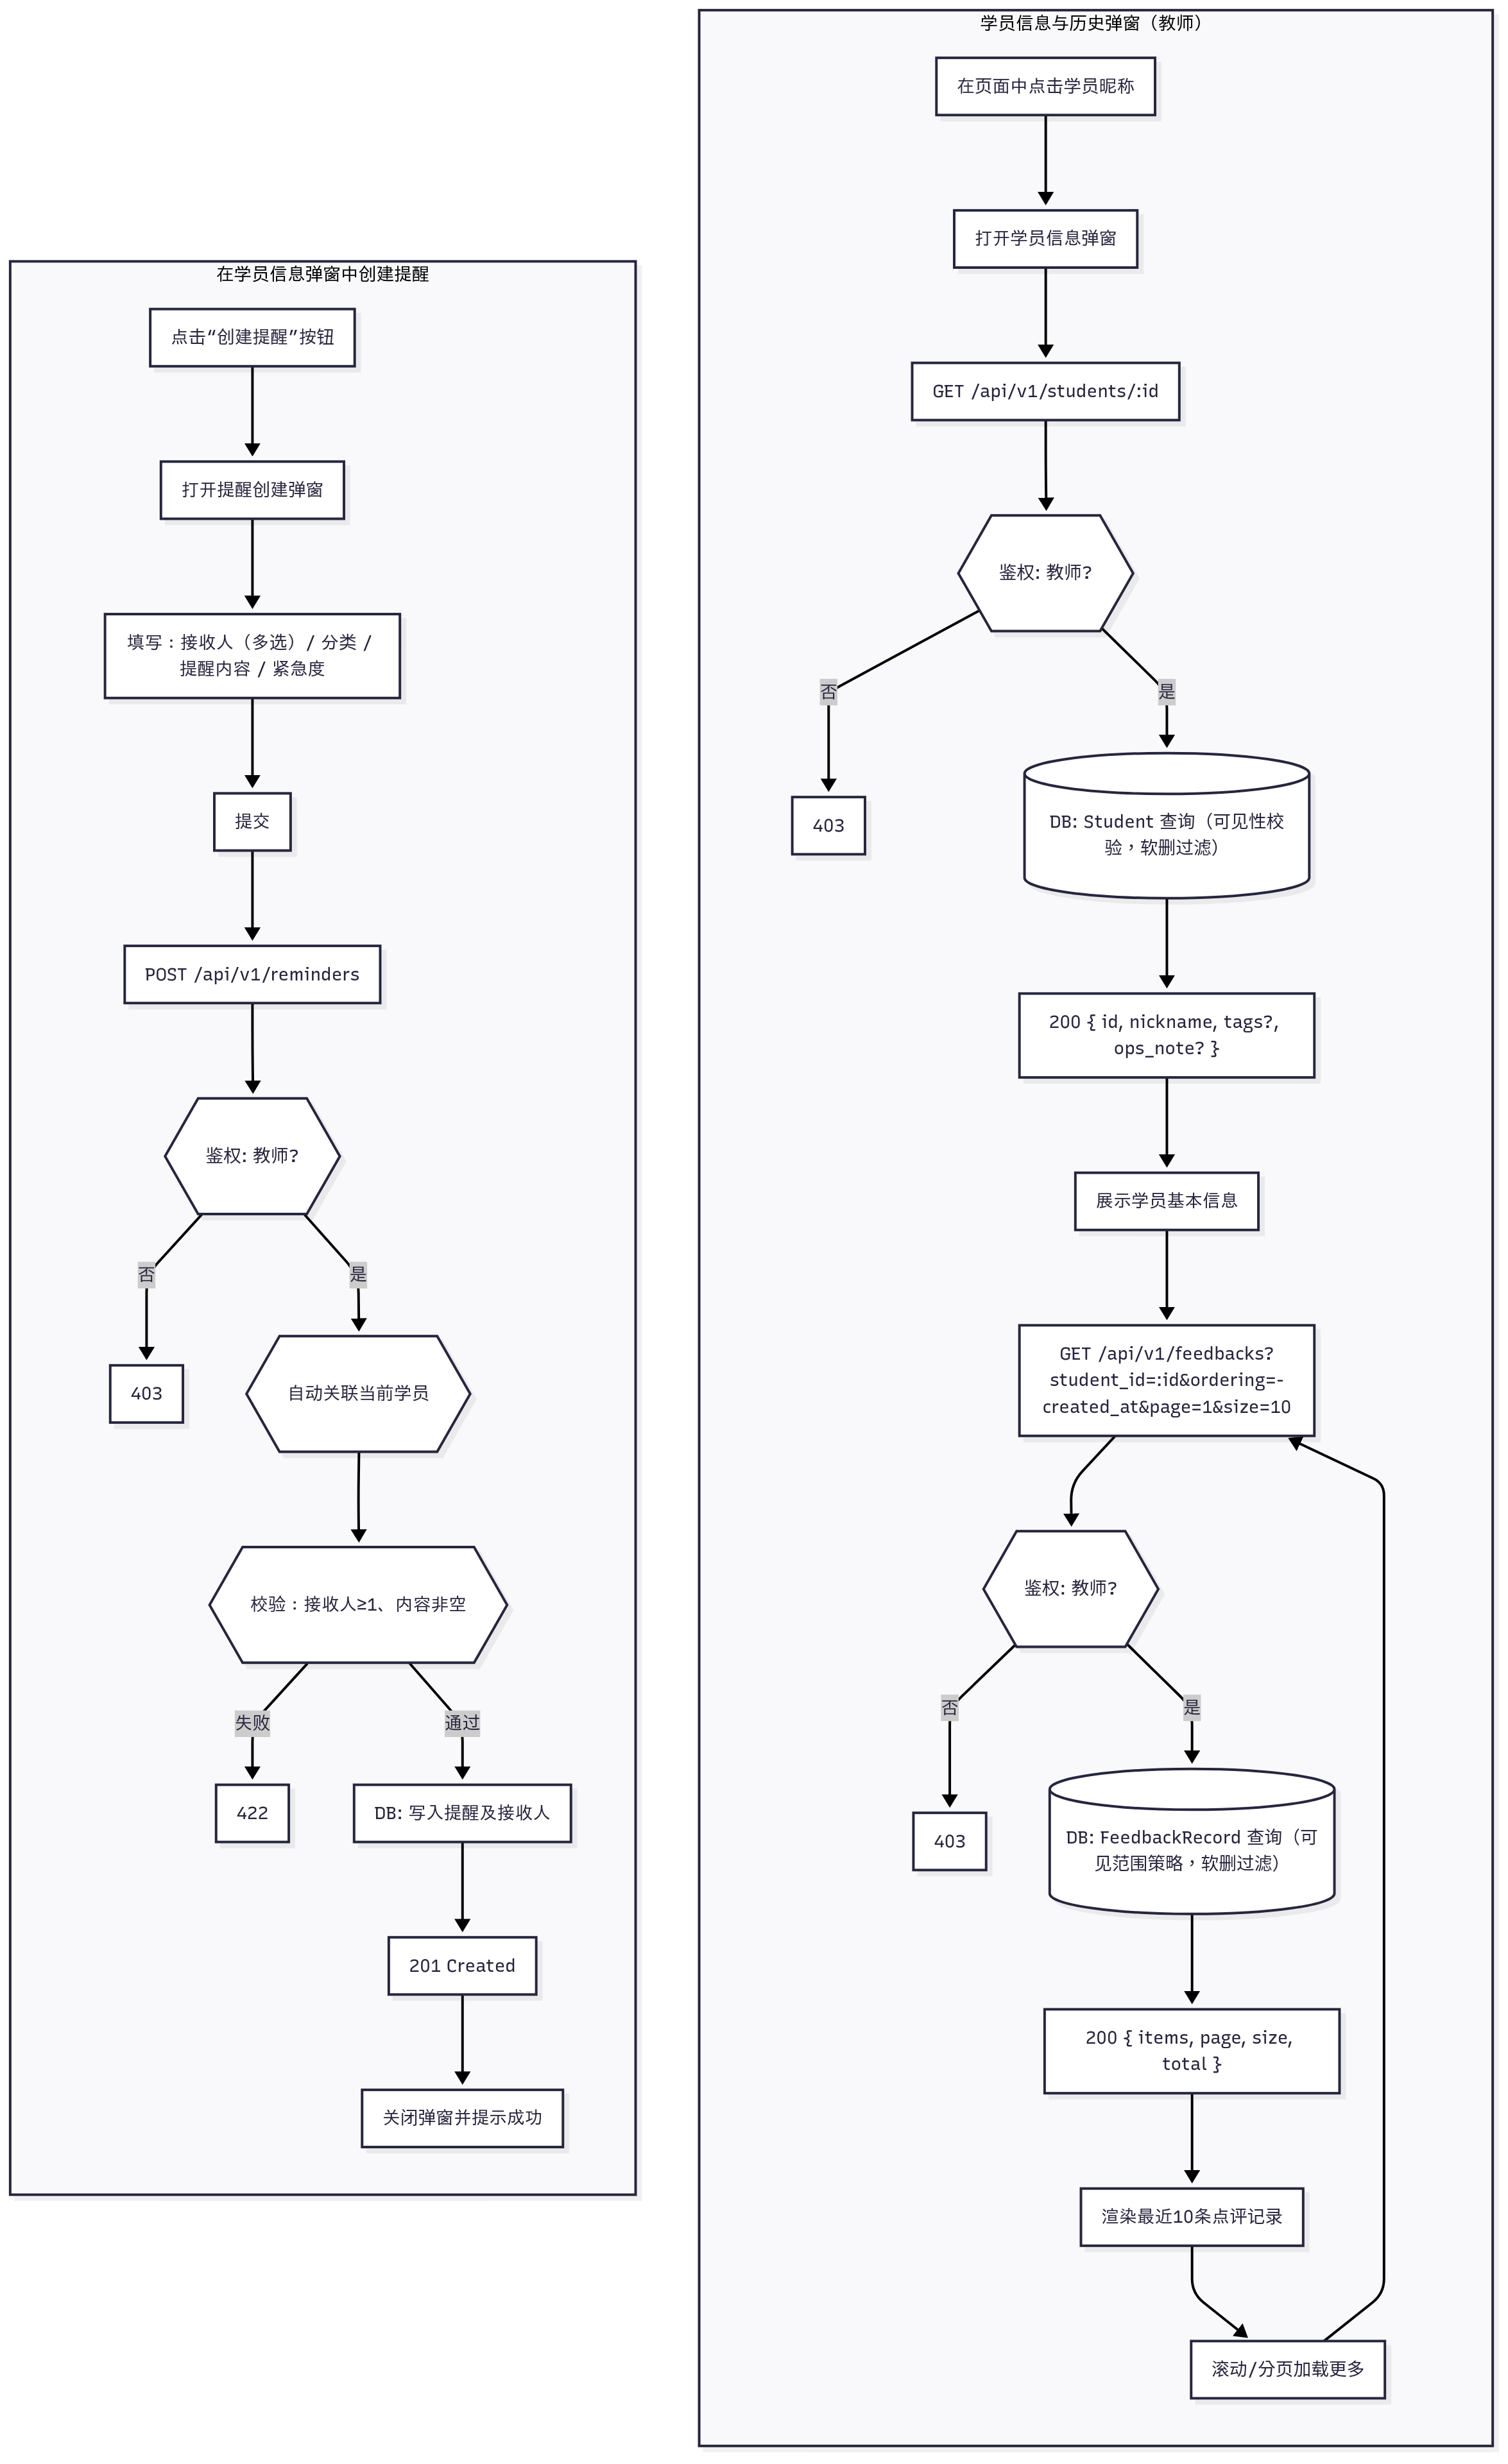 在学员信息弹窗中创建提醒
点击“创建提醒”按钮
打开提醒创建弹窗
填写：接收人（多选）/ 分类 /
提醒内容 / 紧急度
提交
POST /api/v1/reminders
鉴权: 教师?
否
是
403
自动关联当前学员
校验：接收人≥1、内容非空
失败
通过
422
DB: 写入提醒及接收人
201 Created
关闭弹窗并提示成功
学员信息与历史弹窗（教师）
在页面中点击学员昵称
打开学员信息弹窗
GET /api/v1/students/:id
鉴权: 教师?
否
是
403
DB: Student 查询（可见性校
验，软删过滤）
200 { id, nickname, tags?,
ops_note? }
展示学员基本信息
GET /api/v1/feedbacks?
student_id=:id&ordering=-
created_at&page=1&size=10
鉴权: 教师?
否
是
403
DB: FeedbackRecord 查询（可
见范围策略，软删过滤）
200 { items, page, size,
total }
渲染最近10条点评记录
滚动/分页加载更多